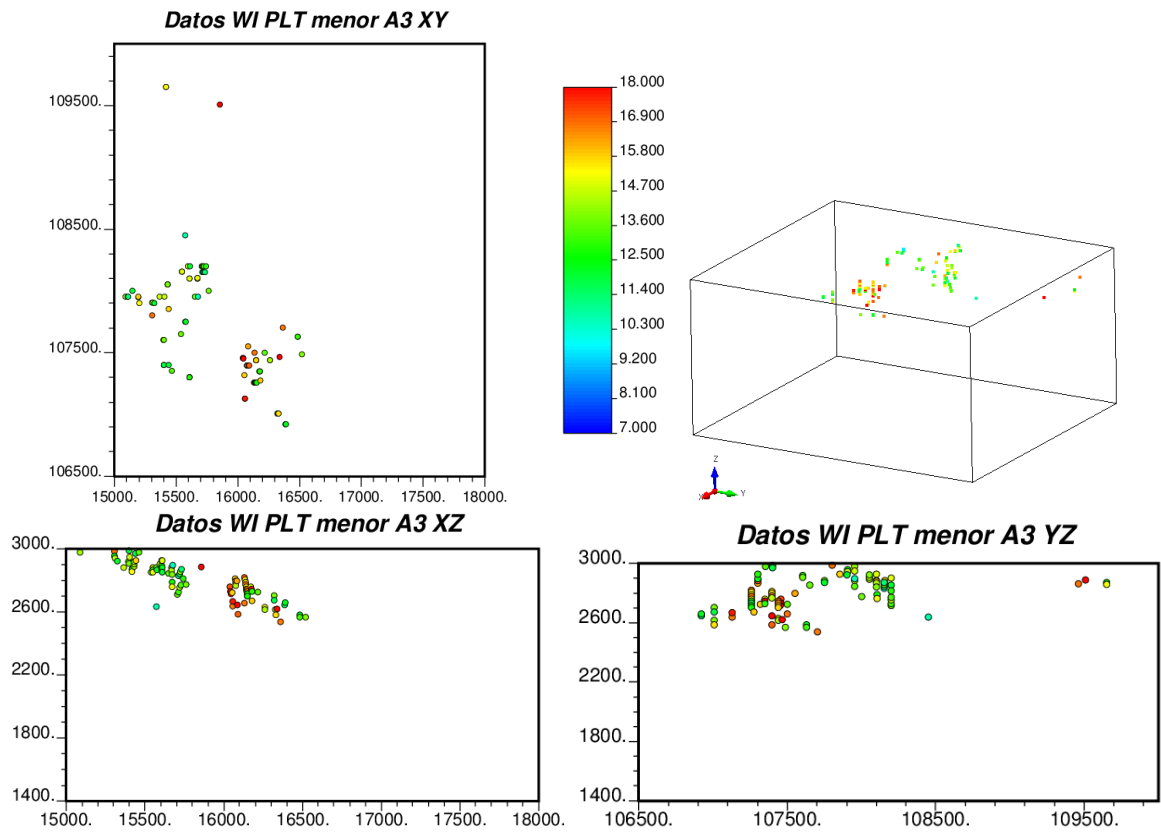 Datos WI PLT menor A3 XY
109500.
108500.
107500.
106500.
15000. 15500. 16000. 16500. 17000. 17500. 18000.
18.000
16.900
15.800
14.700
13.600
12.500
11.400
10.300
9.200
8.100
7.000
Z
X
Y
Datos WI PLT menor A3 XZ
3000.
2600.
2200.
1800.
1400.
15000. 15500. 16000. 16500. 17000. 17500. 18000.
Datos WI PLT menor A3 YZ
3000.
2600.
2200.
1800.
1400.
106500. 107500. 108500. 109500.